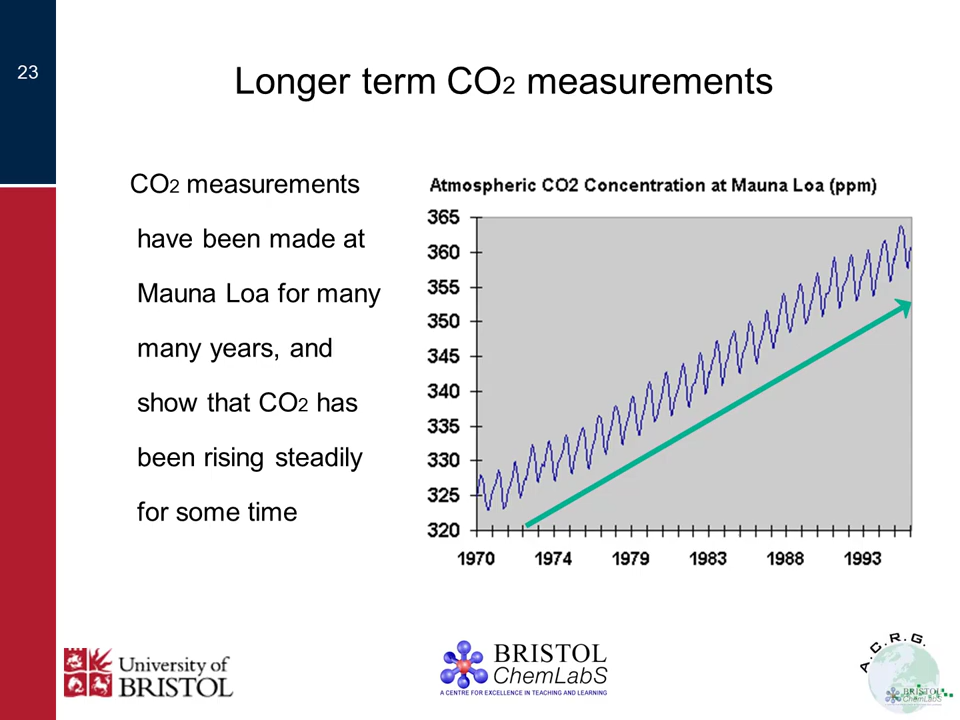 23
Longer term CO2 measurements
CO2 measurements
have been made at
Mauna Loa for many
many years, and
show that CO2 has
been rising steadily
for some time
Atmospheric CO2 Concentration at Mauna Loa (ppm)
365
360
355
350
345
340
335
330
325
320
1970 1974 1979 1983 1988 1993
University of
BRISTOL
BRISTOL
ChemLabS
A CENTRE FOR EXCELLENCE IN TEACHING AND LEARNING
A.C.R.G.
BRISTOL
ChemLabS